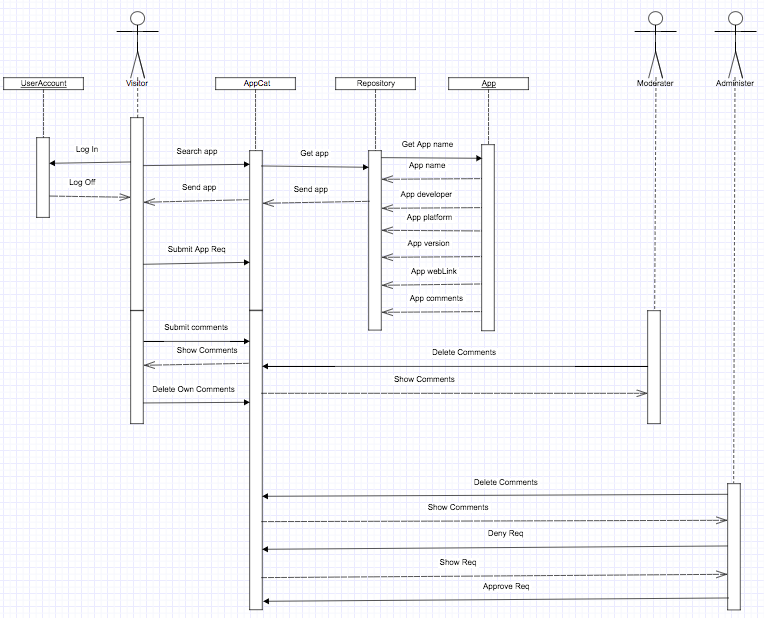 UserAccount
Visitor
AppCat
Repository
App
Moderater
Administer
Log In
Search app
Get app
Get App name
App name
Log Off
Send app
Send app
App developer
App platform
Submit App Req
App version
App webLink
App comments
Submit comments
Show Comments
Delete Comments
Show Comments
Delete Own Comments
Delete Comments
Show Comments
Deny Req
Show Req
Approve Req